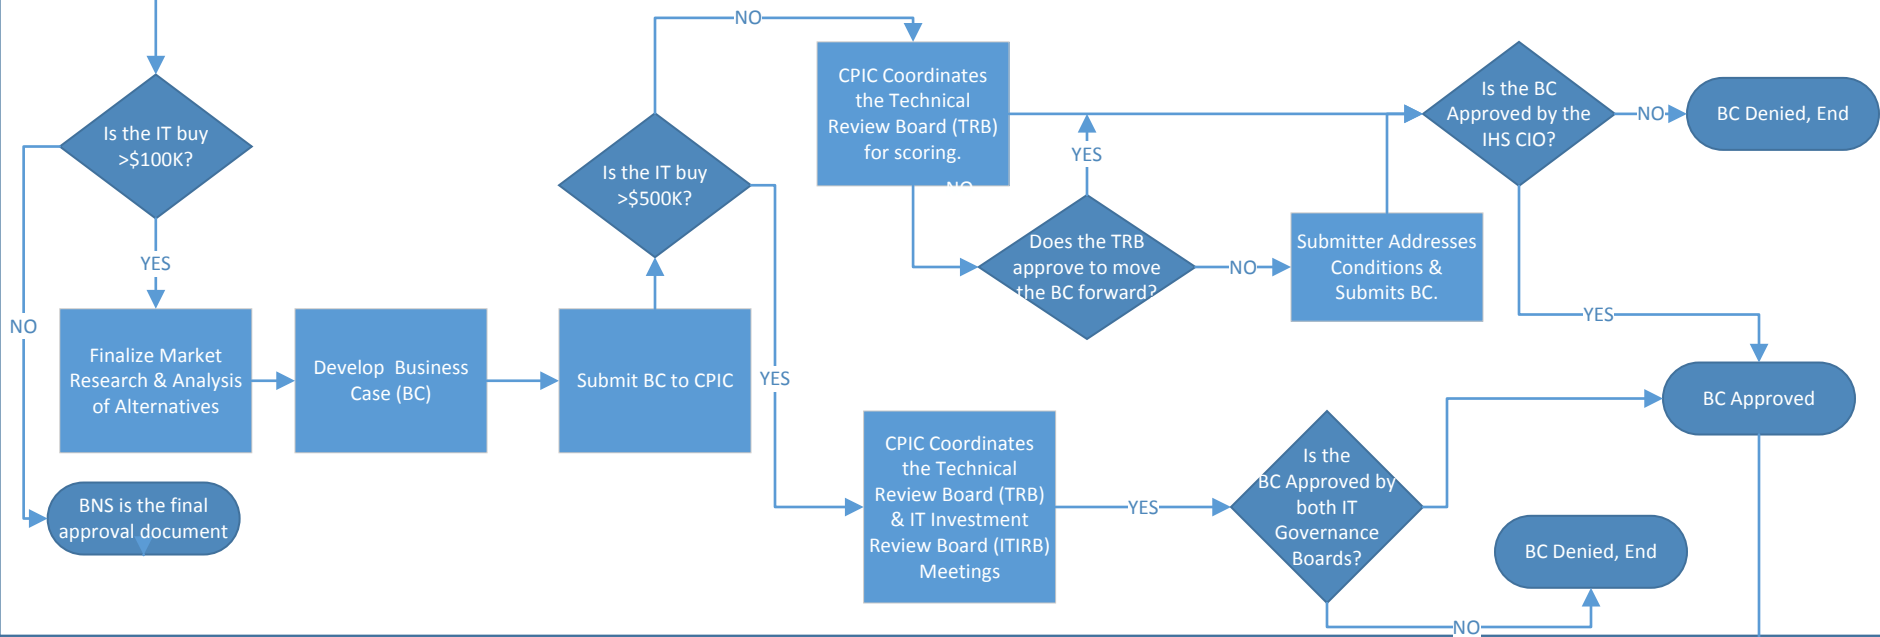 NO
CPIC Coordinates
the Technical
Review Board (TRB)
for scoring.
NO
Is the BC
Approved by the
IHS CIO?
NO
BC Denied, End
Is the IT buy
>$100K?
YES
Is the IT buy
>$500K?
YES
Does the TRB
approve to move
the BC forward?
NO
Submitter Addresses
Conditions &
Submits BC.
YES
NO
Finalize Market
Research & Analysis
of Alternatives
Develop  Business
Case (BC)
Submit BC to CPIC
YES
BC Approved
BNS is the final
approval document
CPIC Coordinates
the Technical
Review Board (TRB)
& IT Investment
Review Board (ITIRB)
Meetings
YES
Is the
BC Approved by
both IT
Governance
Boards?
BC Denied, End
NO